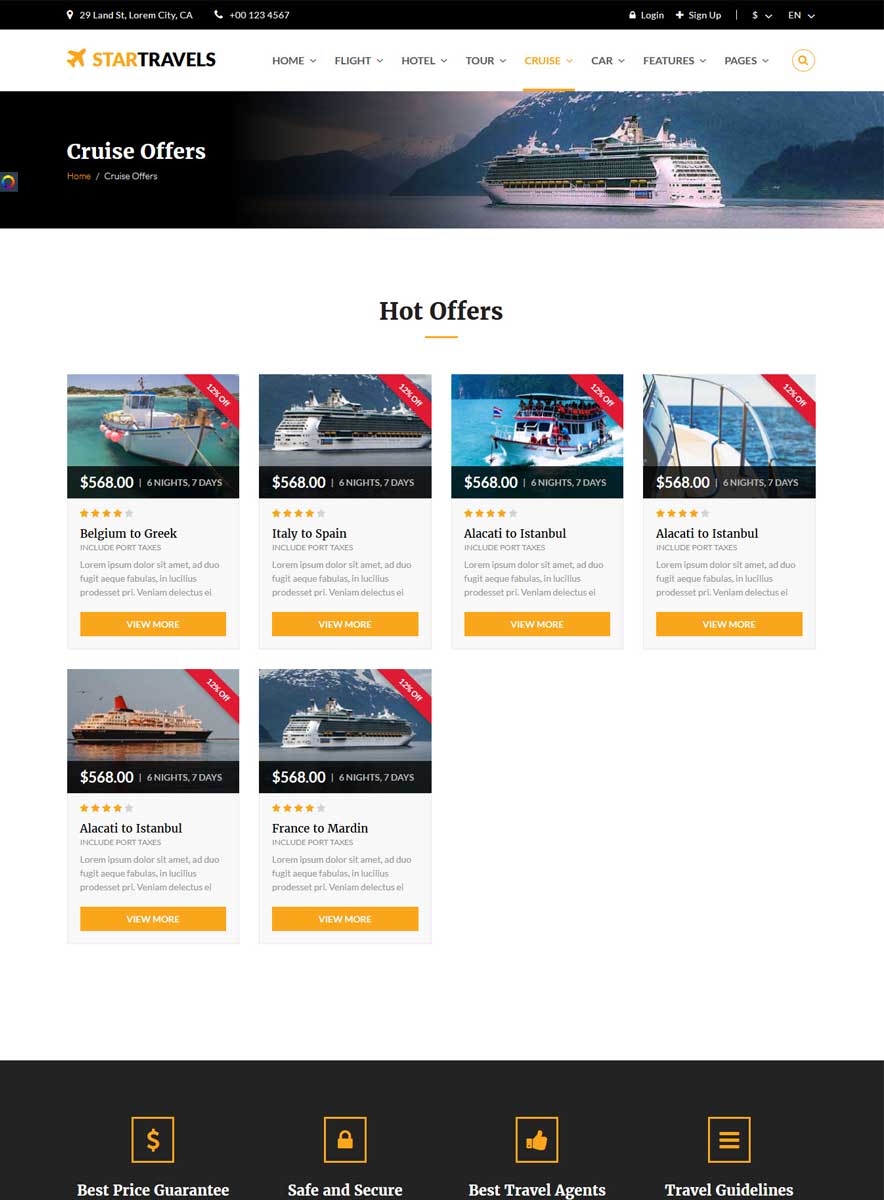 29 Land St, Lorem City, CA +00 123 4567 Login Sign Up $ EN
STARTRAVELS HOME FLIGHT HOTEL TOUR CRUISE CAR FEATURES PAGES
Cruise Offers
Home / Cruise Offers
Hot Offers
12% Off 12% Off 12% Off 12% Off
$568.00 | 6 NIGHTS, 7 DAYS $568.00 | 6 NIGHTS, 7 DAYS $568.00 | 6 NIGHTS, 7 DAYS $568.00 | 6 NIGHTS, 7 DAYS
Belgium to Greek Italy to Spain Alacati to Istanbul Alacati to Istanbul
INCLUDE PORT TAXES INCLUDE PORT TAXES INCLUDE PORT TAXES INCLUDE PORT TAXES
Lorem ipsum dolor sit amet, ad duo Lorem ipsum dolor sit amet, ad duo Lorem ipsum dolor sit amet, ad duo Lorem ipsum dolor sit amet, ad duo
fugit aeque fabulas, in lucilius fugit aeque fabulas, in lucilius fugit aeque fabulas, in lucilius fugit aeque fabulas, in lucilius
prodesset pri. Veniam delectus ei prodesset pri. Veniam delectus ei prodesset pri. Veniam delectus ei prodesset pri. Veniam delectus ei
VIEW MORE VIEW MORE VIEW MORE VIEW MORE
12% Off 12% Off
$568.00 | 6 NIGHTS, 7 DAYS $568.00 | 6 NIGHTS, 7 DAYS
Alacati to Istanbul France to Mardin
INCLUDE PORT TAXES INCLUDE PORT TAXES
Lorem ipsum dolor sit amet, ad duo Lorem ipsum dolor sit amet, ad duo
fugit aeque fabulas, in lucilius fugit aeque fabulas, in lucilius
prodesset pri. Veniam delectus ei prodesset pri. Veniam delectus ei
VIEW MORE VIEW MORE
$
Best Price Guarantee Safe and Secure Best Travel Agents Travel Guidelines